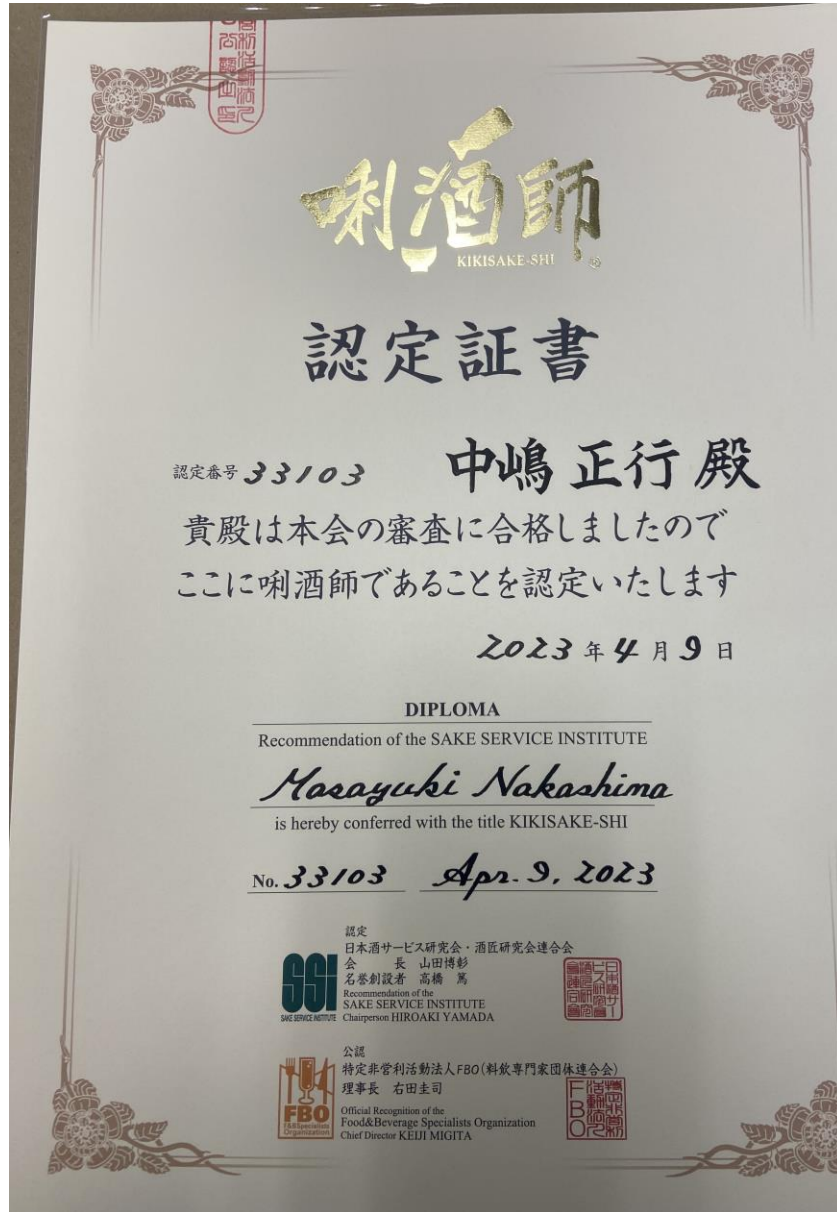 唎酒師
KIKISAKE-SHI ®
認定証書
認定番号 33103 中嶋 正行 殿
貴殿は本会の審査に合格しましたので
ここに唎酒師であることを認定いたします
2023 年 4 月 9 日
DIPLOMA
Recommendation of the SAKE SERVICE INSTITUTE
Masayuki Nakashima
is hereby conferred with the title KIKISAKE-SHI
No. 33103 Apr. 9, 2023
認定
日本酒サービス研究会・酒匠研究会連合会
会 長 山田博彰
名誉創設者 高橋 篤
Recommendation of the
SAKE SERVICE INSTITUTE
Chairperson HIROAKI YAMADA
SSI
SAKE SERVICE INSTITUTE
公認
特定非営利活動法人FBO(料飲専門家団体連合会)
理事長 右田圭司
Official Recognition of the
Food&Beverage Specialists Organization
Chief Director KEIJI MIGITA
FBO
F&B Specialists
Organization